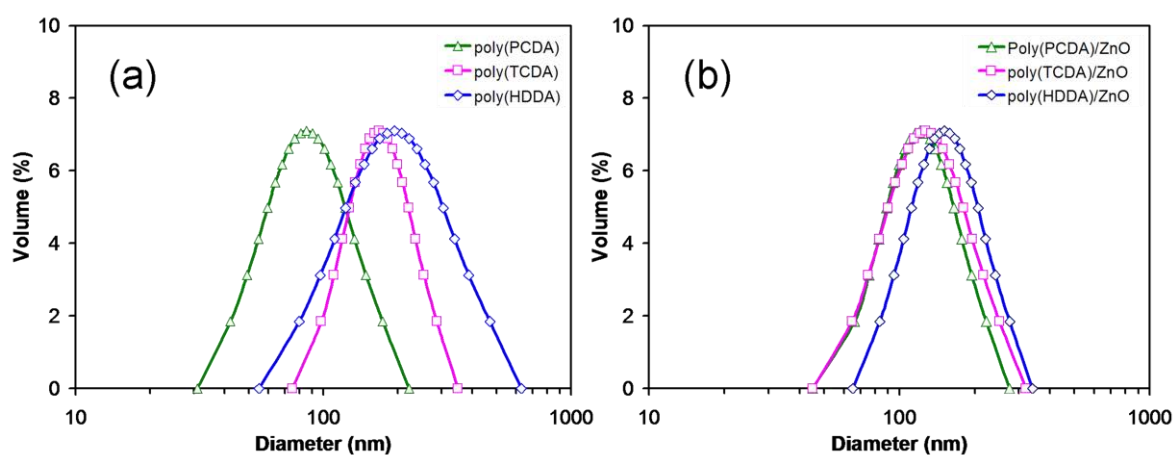 (a)
poly(PCDA)
poly(TCDA)
poly(HDDA)
10
8
6
4
2
0
Volume (%)
10 100 1000
Diameter (nm)
(b)
Poly(PCDA)/ZnO
poly(TCDA)/ZnO
poly(HDDA)/ZnO
10
8
6
4
2
0
Volume (%)
10 100 1000
Diameter (nm)